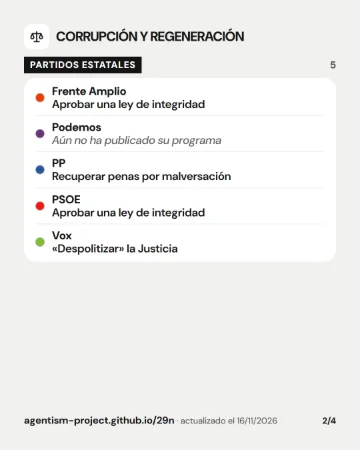 CORRUPCIÓN Y REGENERACIÓN
PARTIDOS ESTATALES 5
Frente Amplio
Aprobar una ley de integridad
Podemos
Aún no ha publicado su programa
PP
Recuperar penas por malversación
PSOE
Aprobar una ley de integridad
Vox
«Despolitizar» la Justicia
agentism-project.github.io/29n · actualizado el 16/11/2026 2/4